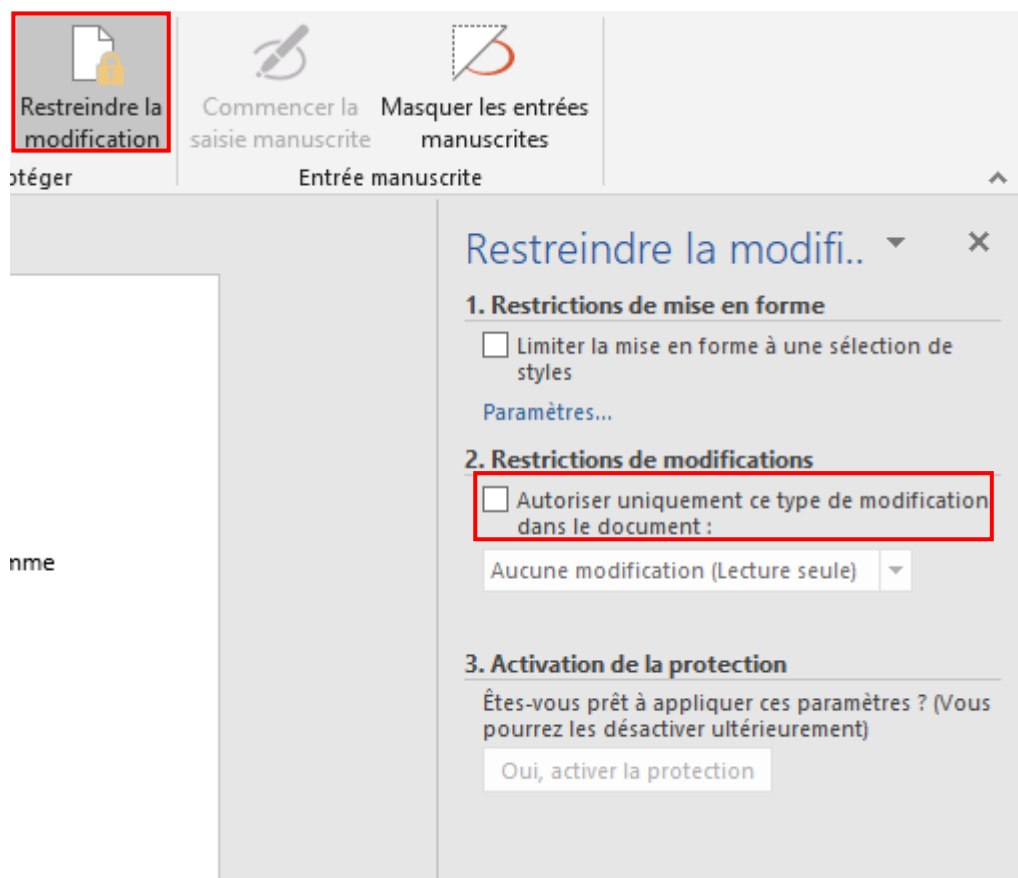 Restreindre la
modification
Commencer la
saisie manuscrite
Masquer les entrées
manuscrites
otéger
Entrée manuscrite
Restreindre la modifi..
1. Restrictions de mise en forme
Limiter la mise en forme à une sélection de
styles
Paramètres...
2. Restrictions de modifications
Autoriser uniquement ce type de modification
dans le document :
Aucune modification (Lecture seule)
mme
3. Activation de la protection
Êtes-vous prêt à appliquer ces paramètres ? (Vous
pourrez les désactiver ultérieurement)
Oui, activer la protection